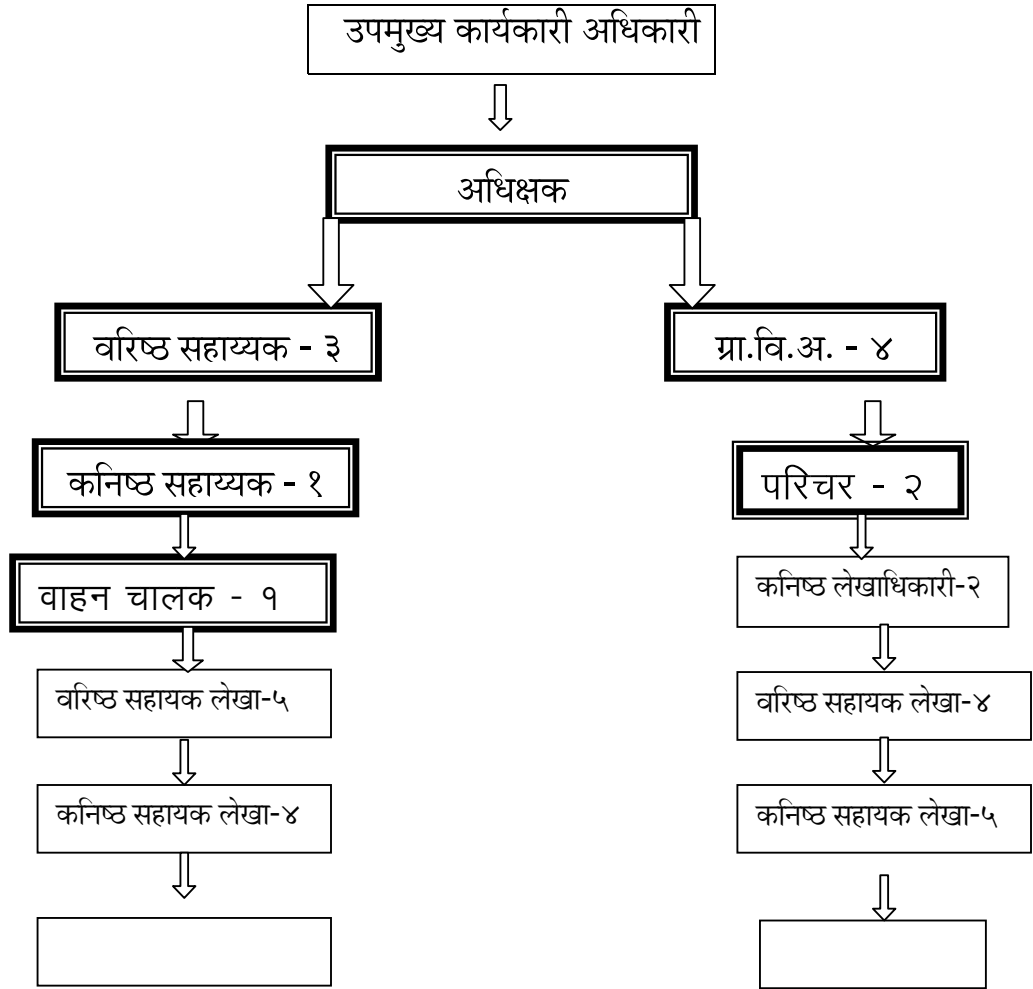 उपमुख्य कार्यकारी अधिकारी
अधिक्षक
वरिष्ठ सहाय्यक - ३
ग्रा.वि.अ. - ४
कनिष्ठ सहाय्यक - १
परिचर - २
वाहन चालक - १
कनिष्ठ लेखाधिकारी-२
वरिष्ठ सहायक लेखा-५
वरिष्ठ सहायक लेखा-४
कनिष्ठ सहायक लेखा-४
कनिष्ठ सहायक लेखा-५